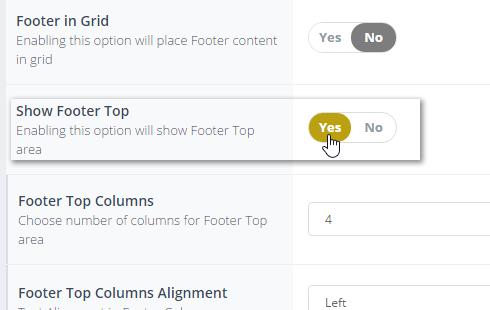 Footer in Grid
Enabling this option will place Footer content
in grid
Yes No
Show Footer Top
Enabling this option will show Footer Top
area
Yes No
Footer Top Columns
Choose number of columns for Footer Top
area
4
Footer Top Columns Alignment
Left